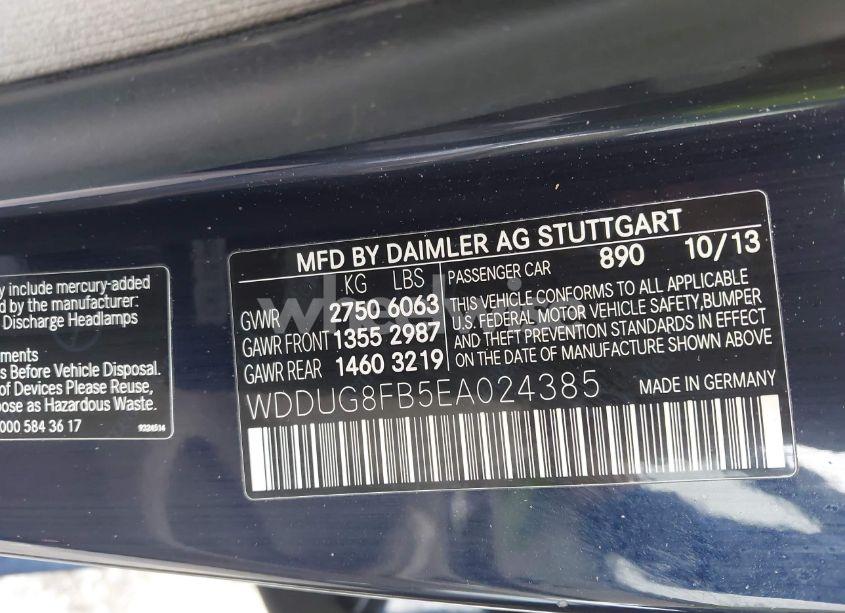 y include mercury-added
d by the manufacturer:
Discharge Headlamps
ments
s Before Vehicle Disposal.
of Devices Please Reuse,
pose as Hazardous Waste.
000 584 36 17
9324514
MFD BY DAIMLER AG STUTTGART
KG LBS PASSENGER CAR 890 10/13
GVWR 2750 6063
GAWR FRONT 1355 2987
GAWR REAR 1460 3219
THIS VEHICLE CONFORMS TO ALL APPLICABLE
U.S. FEDERAL MOTOR VEHICLE SAFETY,BUMPER
AND THEFT PREVENTION STANDARDS IN EFFECT
ON THE DATE OF MANUFACTURE SHOWN ABOVE
WDDUG8FB5EA024385 MADE IN GERMANY